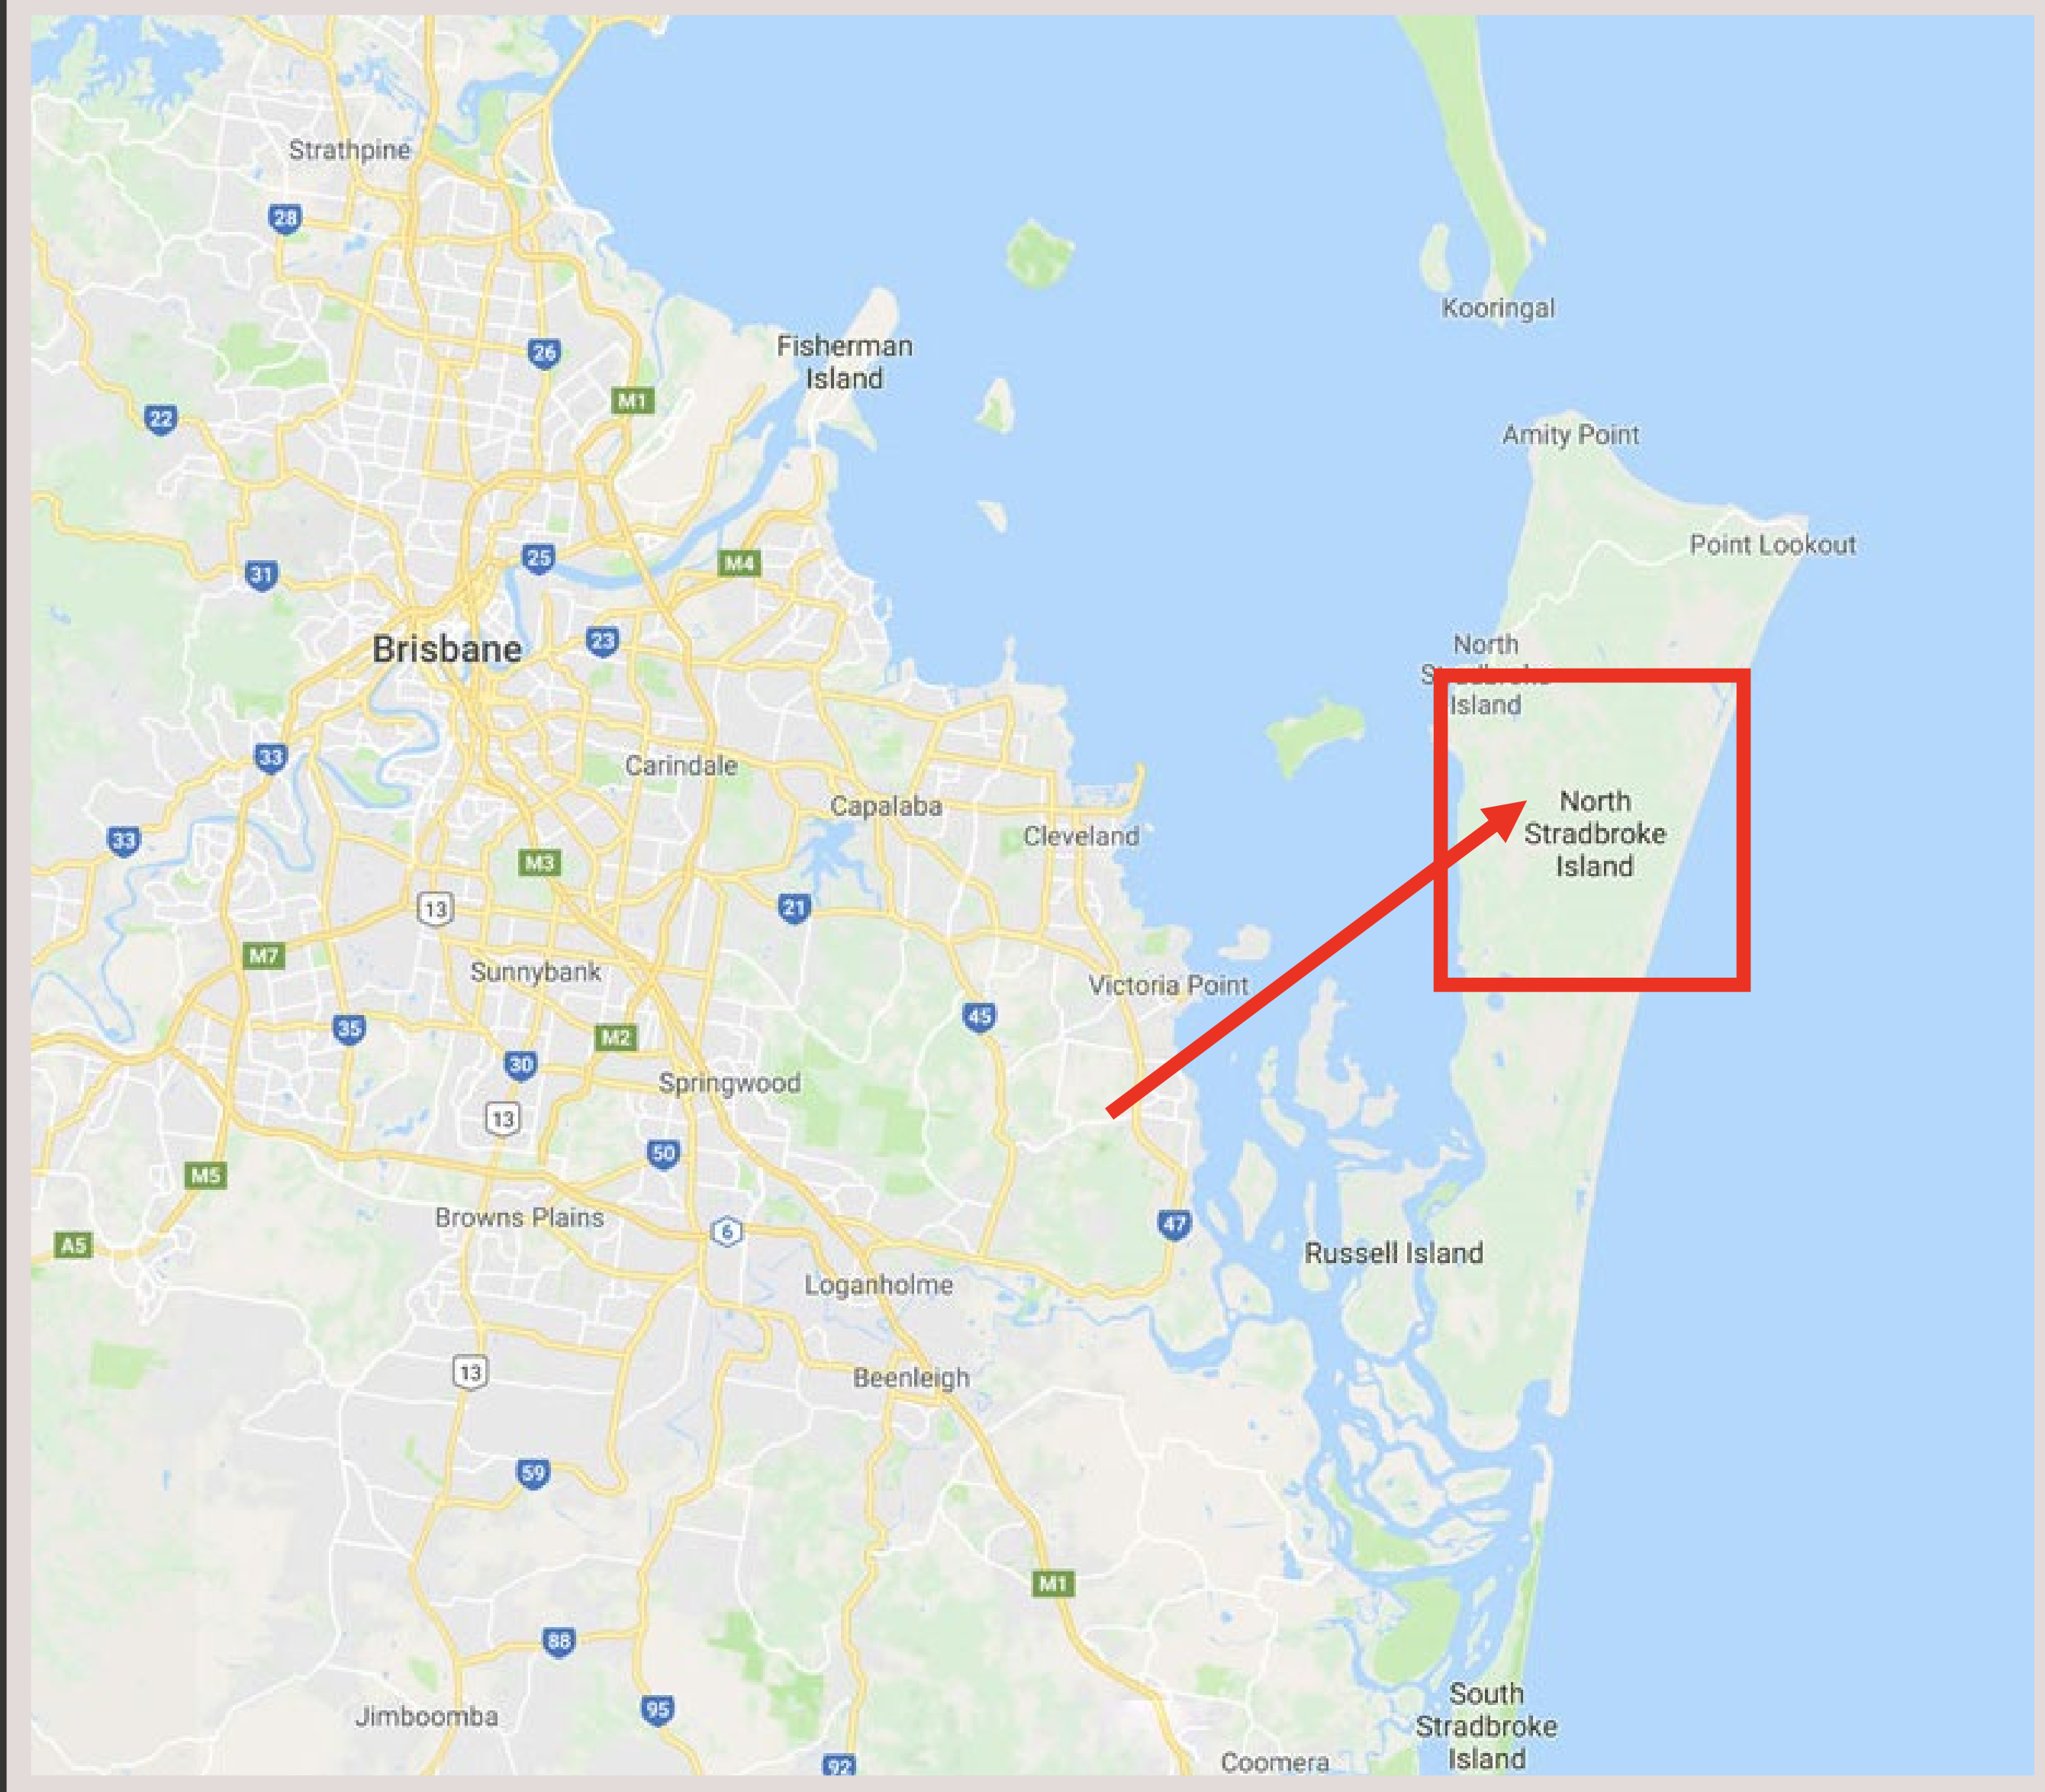 Strathpine
28
Kooringal
Fisherman
Island
26
M1
22
Amity Point
Point Lookout
25
M4
31
23
Brisbane
North
Island
33
Carindale
North
Stradbroke
Island
Capalaba
Cleveland
33
M3
13
21
M7
Sunnybank
Victoria Point
45
35
M2
30
Springwood
13
50
M5
Browns Plains
6
47
A5
Russell Island
Loganholme
13
Beenleigh
59
M1
88
South
Stradbroke
Island
95
Jimboomba
92
Coomera